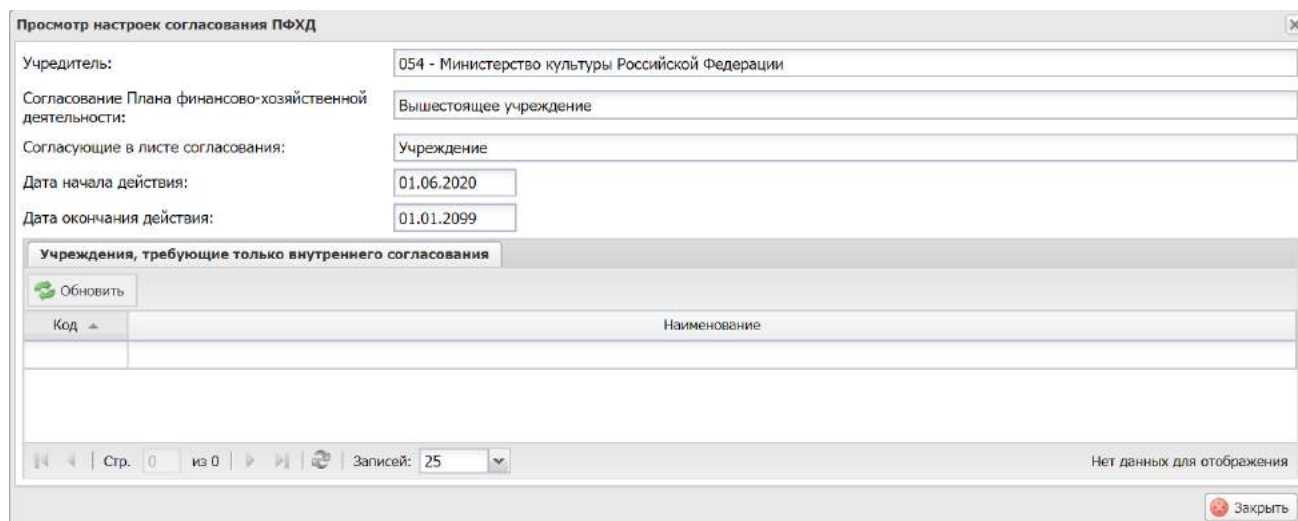 Просмотр настроек согласования ПФХД
Учредитель:
054 - Министерство культуры Российской Федерации
Согласование Плана финансово-хозяйственной
деятельности:
Вышестоящее учреждение
Согласующие в листе согласования:
Учреждение
Дата начала действия:
01.06.2020
Дата окончания действия:
01.01.2099
Учреждения, требующие только внутреннего согласования
Обновить
Код Наименование
Стр. 0 из 0 Записей: 25 Нет данных для отображения
Закрыть